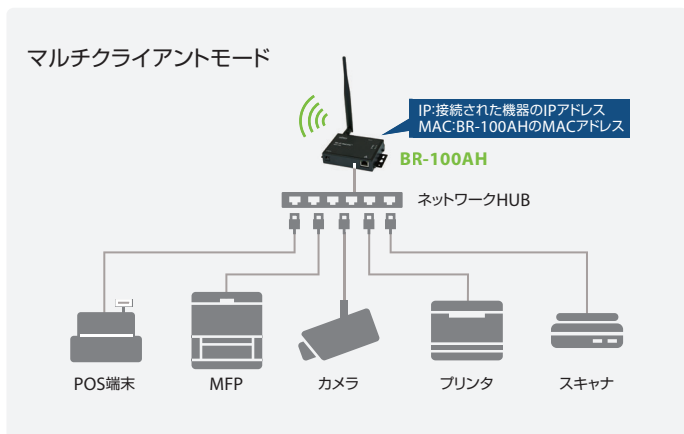 マルチクライアントモード
IP:接続された機器のIPアドレス
MAC:BR-100AHのMACアドレス
BR-100AH
ネットワークHUB
POS端末 MFP カメラ プリンタ スキャナ